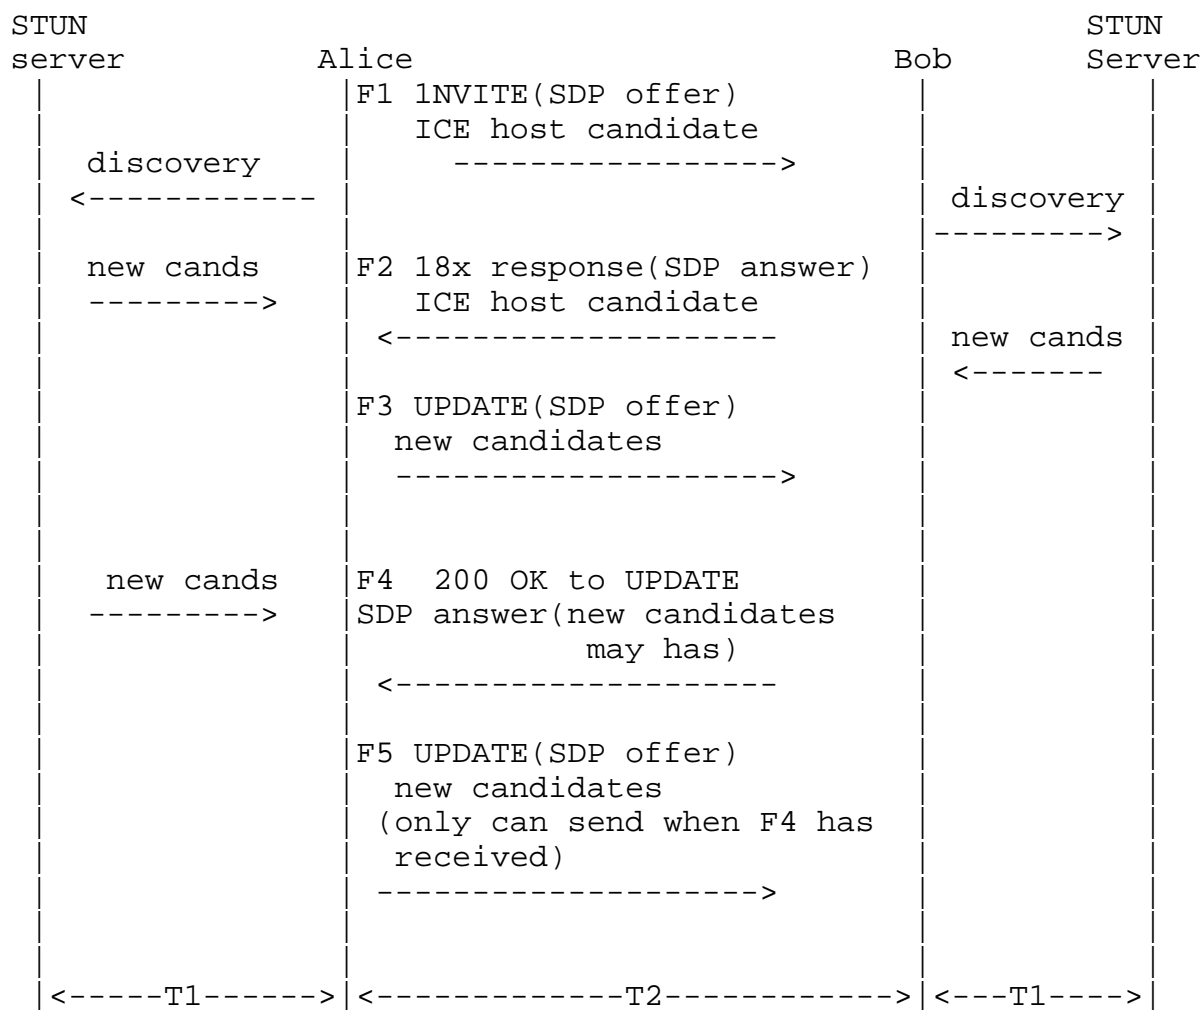 STUN STUN
server Alice Bob Server
F1 1NVITE(SDP offer)
ICE host candidate
discovery ----------------->
<------------ discovery
--------->
new cands F2 18x response(SDP answer)
---------> ICE host candidate
<-------------------- new cands
<-------
F3 UPDATE(SDP offer)
new candidates
-------------------->
new cands F4 200 OK to UPDATE
---------> SDP answer(new candidates
may has)
<--------------------
F5 UPDATE(SDP offer)
new candidates
(only can send when F4 has
received)
-------------------->
|<-----T1------>|<-------------T2------------>|<---T1---->|